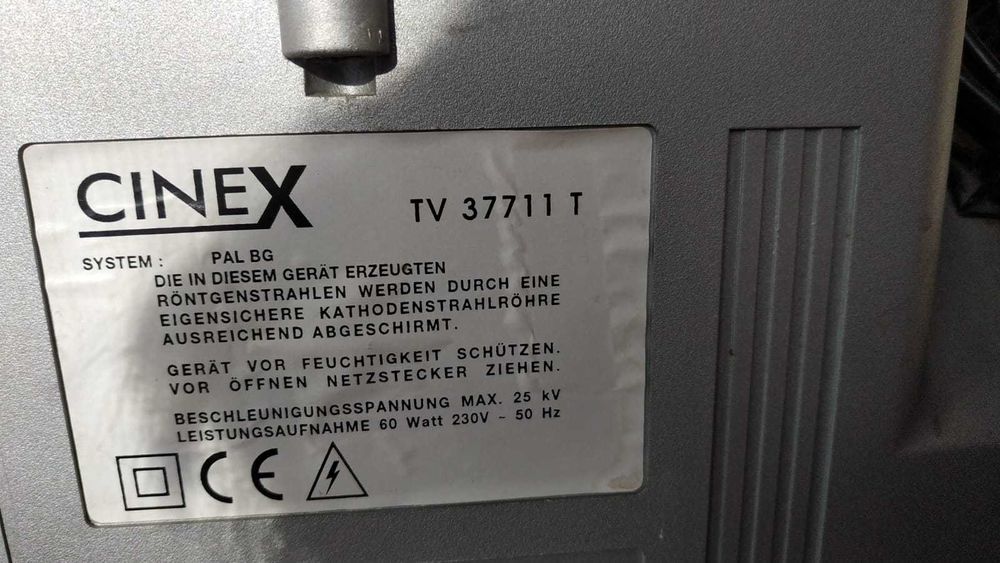 CINEX
TV 37711 T
SYSTEM : PAL BG
DIE IN DIESEM GERÄT ERZEUGTEN
RÖNTGENSTRAHLEN WERDEN DURCH EINE
EIGENSICHERE KATHODENSTRAHLRÖHRE
AUSREICHEND ABGESCHIRMT.
GERÄT VOR FEUCHTIGKEIT SCHÜTZEN.
VOR ÖFFNEN NETZSTECKER ZIEHEN.
BESCHLEUNIGUNGSSPANNUNG MAX. 25 kV
LEISTUNGSAUFNAHME 60 Watt 230V ~ 50 Hz
CE